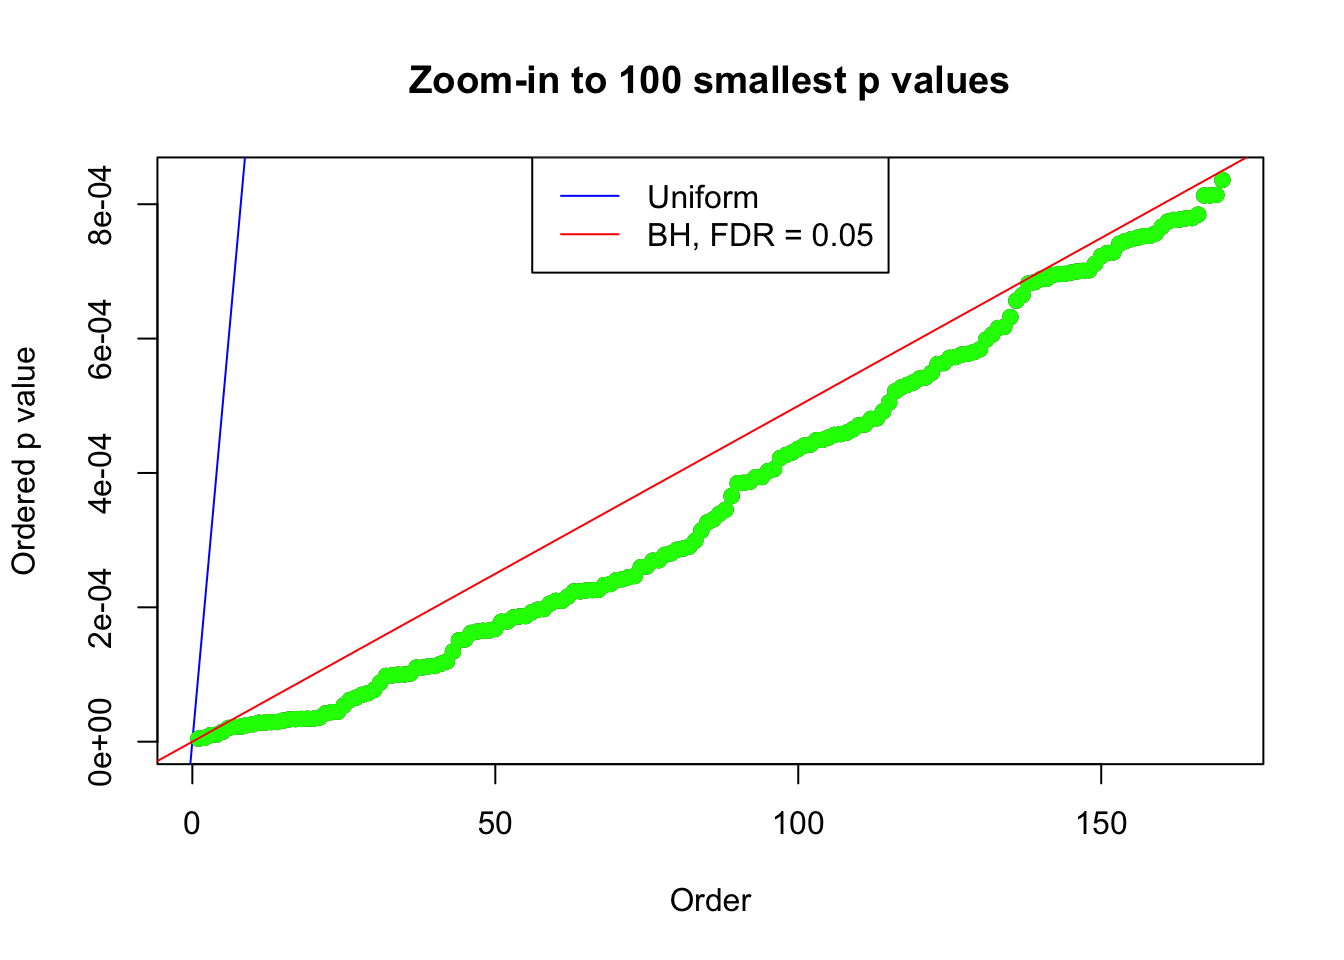 Zoom-in to 100 smallest p values
Uniform
BH, FDR = 0.05
Ordered p value
8e-04
6e-04
4e-04
2e-04
0e+00
0 50 100 150
Order